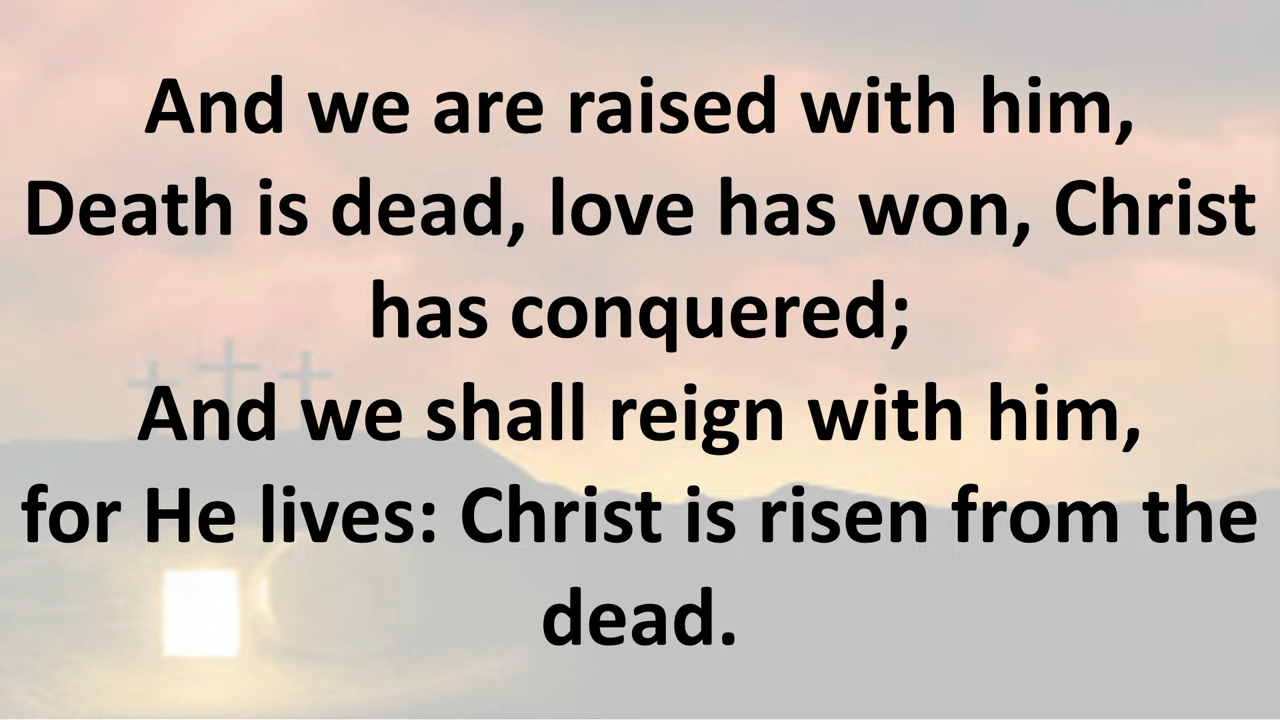 And we are raised with him,
Death is dead, love has won, Christ
has conquered;
And we shall reign with him,
for He lives: Christ is risen from the
dead.